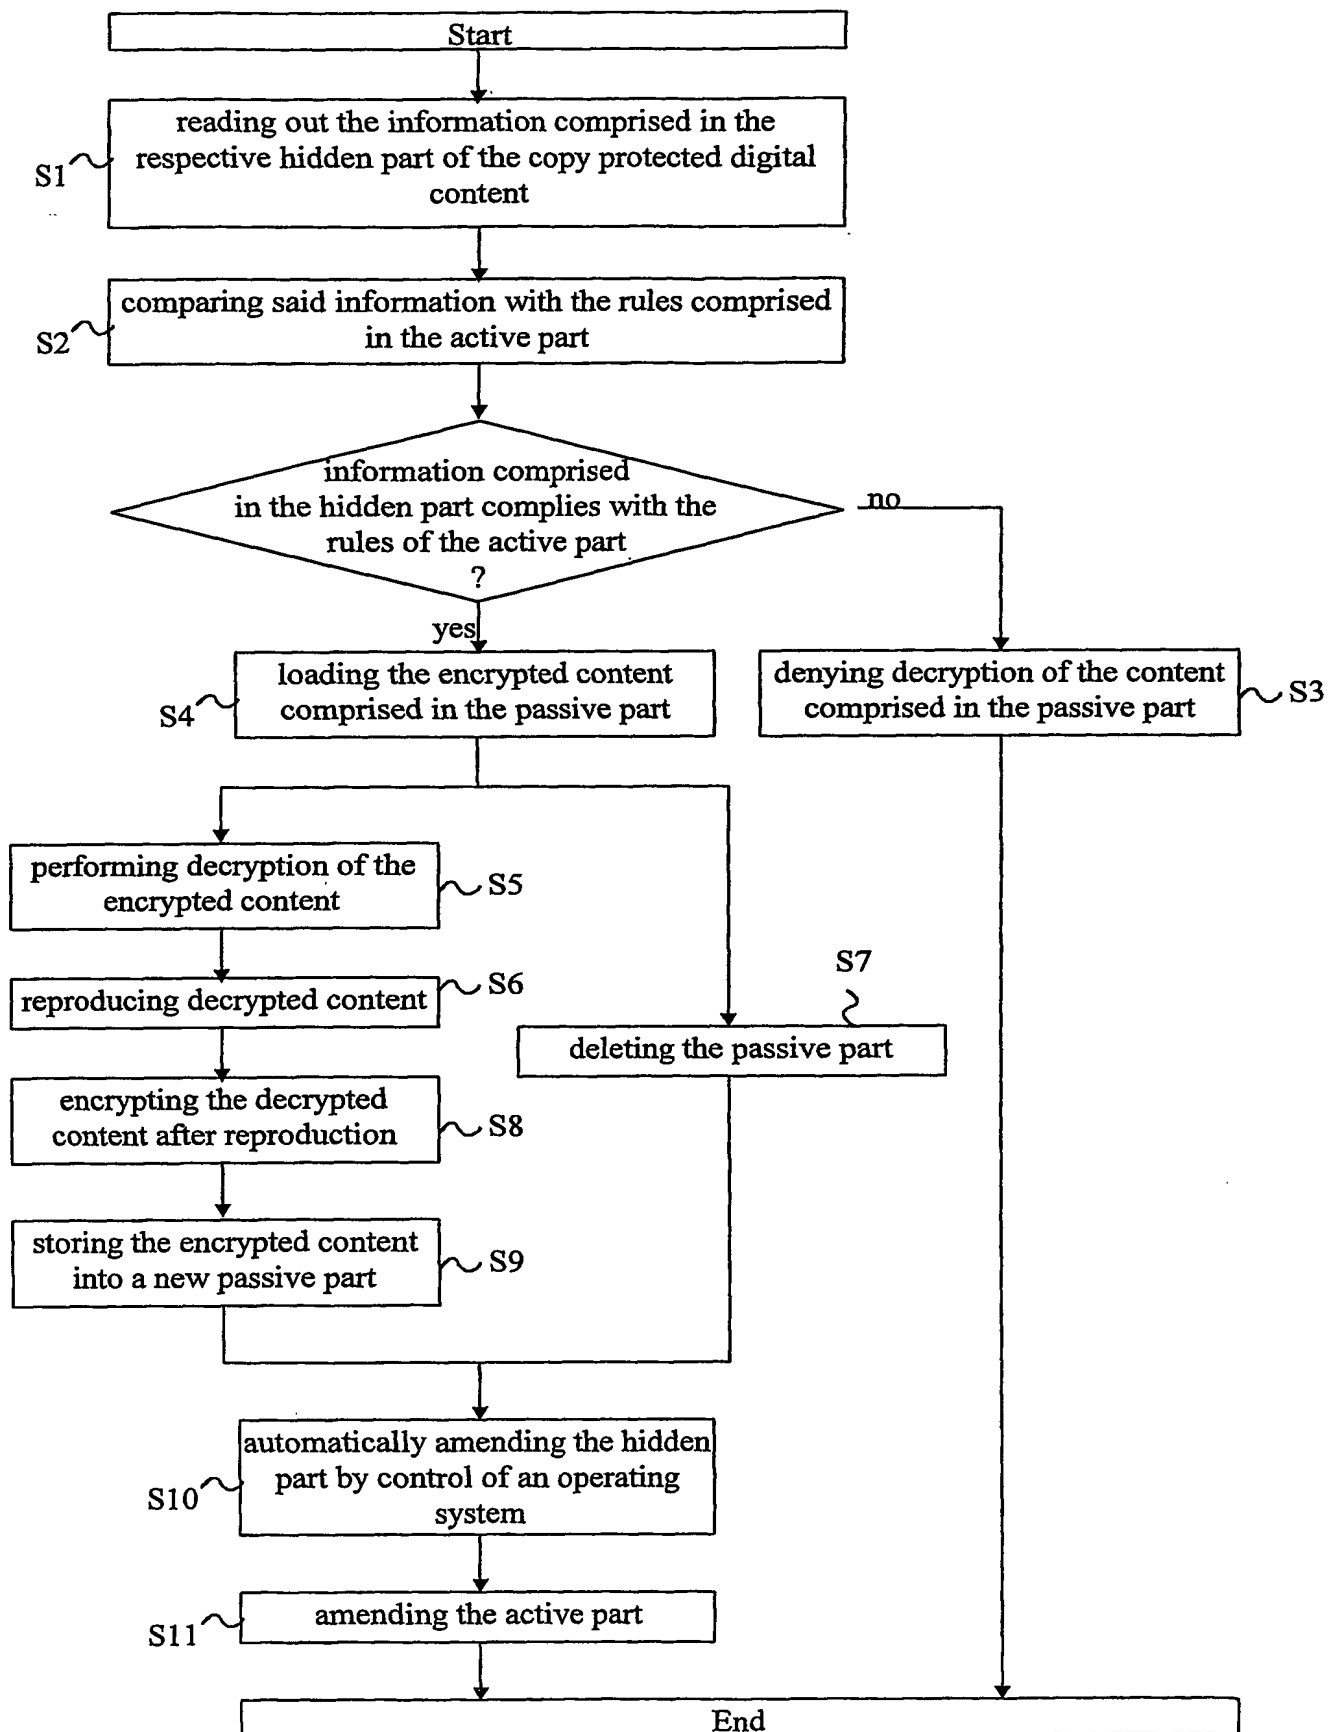 Start
reading out the information comprised in the
respective hidden part of the copy protected digital
content
S1
comparing said information with the rules comprised
in the active part
S2
information comprised
in the hidden part complies with the
rules of the active part
?
no
yes
loading the encrypted content
comprised in the passive part
S4
denying decryption of the content
comprised in the passive part
S3
performing decryption of the
encrypted content
S5
reproducing decrypted content
S6
S7
deleting the passive part
encrypting the decrypted
content after reproduction
S8
storing the encrypted content
into a new passive part
S9
automatically amending the hidden
part by control of an operating
system
S10
amending the active part
S11
End